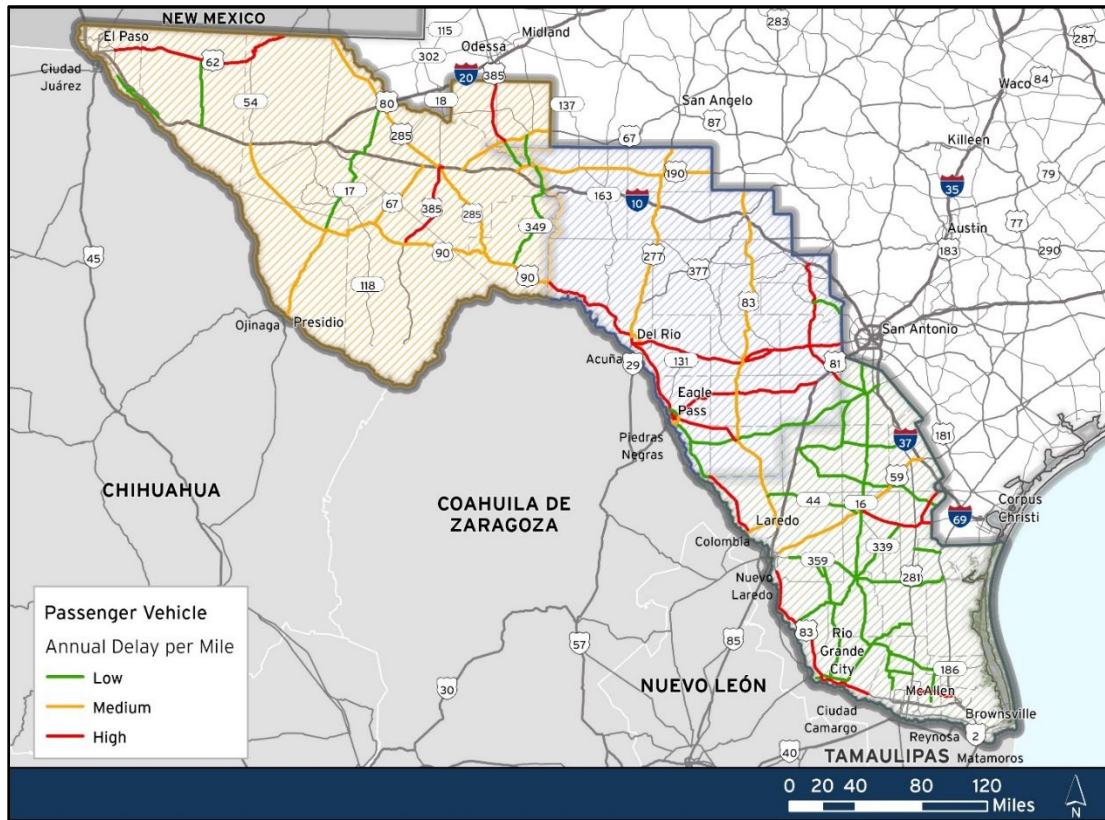 NEW MEXICO
El Paso
Ciudad
Juárez
62
54
115
302
Odessa
Midland
20
385
18
80
285
137
283
287
Waco
84
San Angelo
87
67
Killeen
79
35
Austin
77
183
290
17
67
385
285
349
90
90
118
163
10
190
277
377
83
45
Ojinaga
Presidio
Del Rio
Acuña
29
131
81
San Antonio
Eagle
Pass
Piedras
Negras
37
181
59
CHIHUAHUA
COAHUILA DE
ZARAGOZA
44
16
Corpus
Christi
69
Laredo
Colombia
359
339
281
Nuevo
Laredo
83
Rio
Grande
City
57
85
30
NUEVO LEÓN
186
McAllen
Brownsville
Ciudad
Camargo
Reynosa
2
40
TAMAULIPAS
Matamoros
Passenger Vehicle
Annual Delay per Mile
Low
Medium
High
0 20 40 80 120
Miles
N